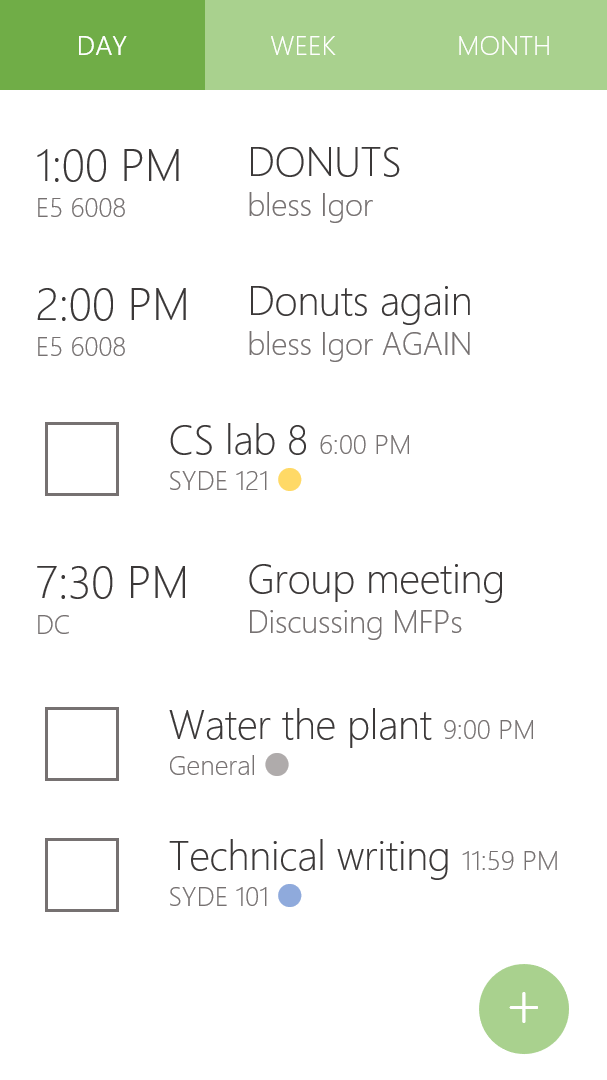 DAY WEEK MONTH
1:00 PM DONUTS
E5 6008 bless Igor
2:00 PM Donuts again
E5 6008 bless Igor AGAIN
CS lab 8 6:00 PM
SYDE 121
7:30 PM Group meeting
DC Discussing MFPs
Water the plant 9:00 PM
General
Technical writing 11:59 PM
SYDE 101
+